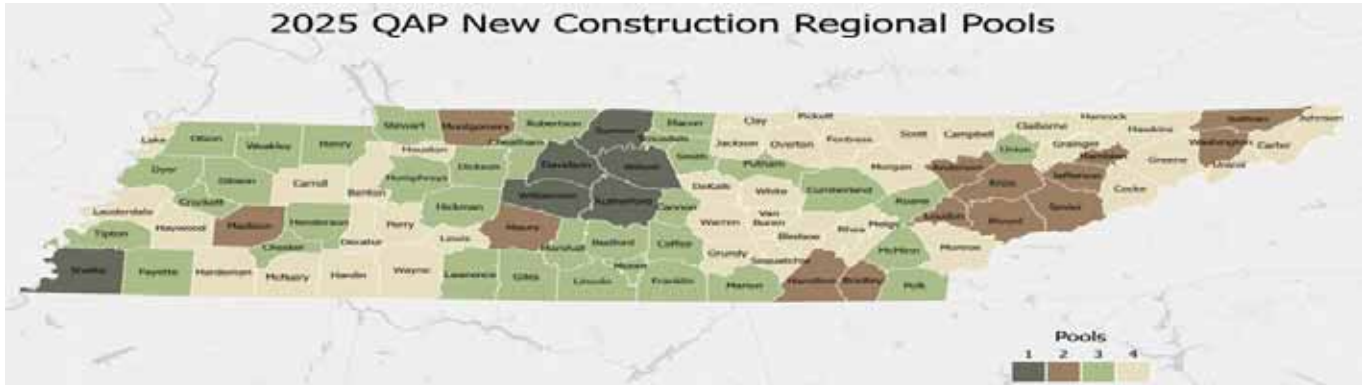 2025 QAP New Construction Regional Pools
Lake
Obion
Weakley
Henry
Stewart
Montgomery
Houston
Robertson
Cheatham
Sumner
Macon
Trousdale
Smith
Clay
Pickett
Jackson
Overton
Fentress
Scott
Campbell
Claiborne
Hancock
Hawkins
Sullivan
Johnson
Washington
Carter
Unicoi
Greene
Grainger
Union
Hamblen
Jefferson
Cocke
Sevier
Knox
Anderson
Morgan
Cumberland
Putnam
DeKalb
White
Roane
Loudon
Blount
Monroe
McMinn
Meigs
Rhea
Bledsoe
Van
Buren
Warren
Cannon
Rutherford
Wilson
Davidson
Williamson
Dickson
Humphreys
Hickman
Benton
Carroll
Gibson
Dyer
Crockett
Lauderdale
Haywood
Madison
Henderson
Chester
Decatur
Perry
Lewis
Maury
Marshall
Bedford
Coffee
Grundy
Sequatchie
Hamilton
Bradley
Polk
Marion
Franklin
Moore
Lincoln
Giles
Lawrence
Wayne
Hardin
McNairy
Hardeman
Fayette
Tipton
Shelby
Pools
1 2 3 4